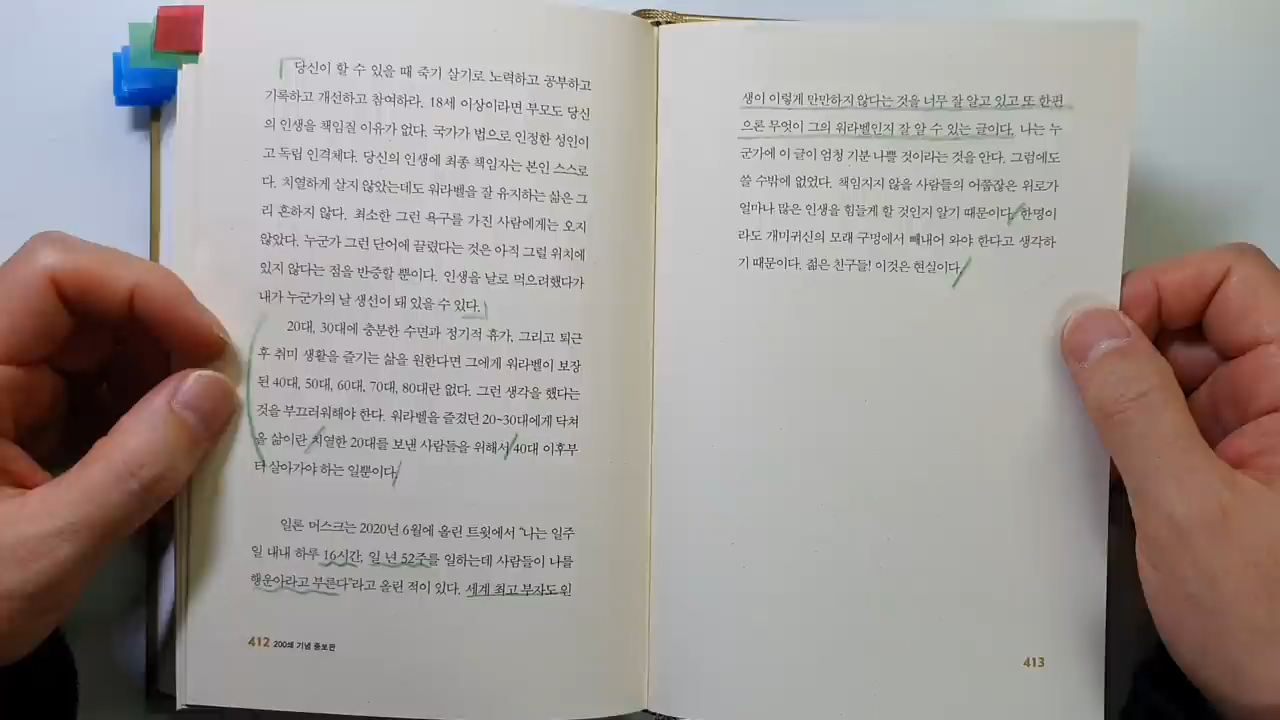 당신이 할 수 있을 때 죽기 살기로 노력하고 공부하고
기록하고 개선하고 참여하라. 18세 이상이라면 부모도 당신
의 인생을 책임질 이유가 없다. 국가가 법으로 인정한 성인이
고 독립 인격체다. 당신의 인생에 최종 책임자는 본인 스스로
다. 치열하게 살지 않았는데도 워라벨을 잘 유지하는 삶은 그
리 흔하지 않다. 최소한 그런 욕구를 가진 사람에게는 오지
않았다. 누군가 그런 단어에 끌렸다는 것은 아직 그럴 위치에
있지 않다는 점을 반증할 뿐이다. 인생을 날로 먹으려했다가
내가 누군가의 날 생선이 돼 있을 수 있다.
20대, 30대에 충분한 수면과 정기적 휴가, 그리고 퇴근
후 취미 생활을 즐기는 삶을 원한다면 그에게 워라벨이 보장
된 40대, 50대, 60대, 70대, 80대란 없다. 그런 생각을 했다는
것을 부끄러워해야 한다. 워라벨을 즐겼던 20~30대에게 닥쳐
올 삶이란 치열한 20대를 보낸 사람들을 위해서 40대 이후부
터 살아가야 하는 일뿐이다.
일론 머스크는 2020년 6월에 올린 트윗에서 “나는 일주
일 내내 하루 16시간, 일 년 52주를 일하는데 사람들이 나를
행운아라고 부른다”라고 올린 적이 있다. 세계 최고 부자도 인
412 200쇄 기념 증보판
생이 이렇게 만만하지 않다는 것을 너무 잘 알고 있고 또 한편
으론 무엇이 그의 워라벨인지 잘 알 수 있는 글이다. 나는 누
군가에 이 글이 엄청 기분 나쁠 것이라는 것을 안다. 그럼에도
쓸 수밖에 없었다. 책임지지 않을 사람들의 어쭙잖은 위로가
얼마나 많은 인생을 힘들게 할 것인지 알기 때문이다. 한명이
라도 개미귀신의 모래 구멍에서 빼내어 와야 한다고 생각하
기 때문이다. 젊은 친구들! 이것은 현실이다.
413